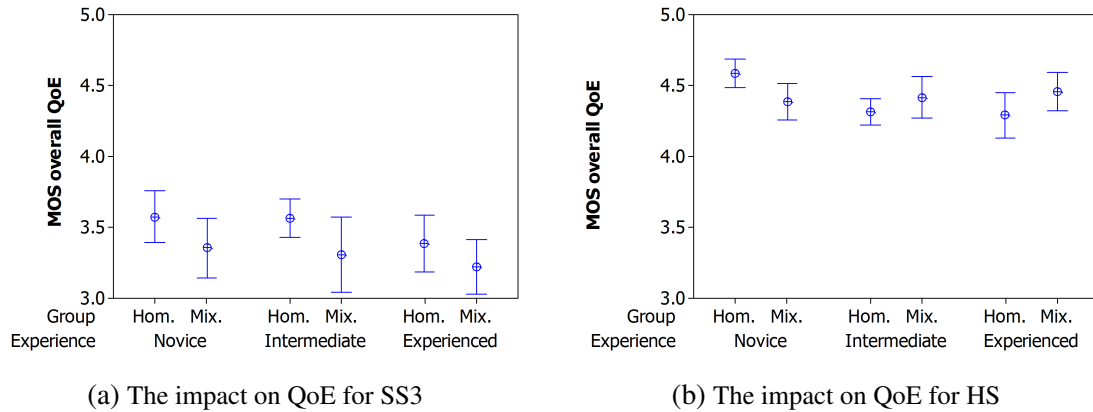 5.0
4.5
4.0
3.5
3.0
MOS overall QoE
Group Hom. Mix. Hom. Mix. Hom. Mix.
Experience Novice Intermediate Experienced
(a) The impact on QoE for SS3
5.0
4.5
4.0
3.5
3.0
MOS overall QoE
Group Hom. Mix. Hom. Mix. Hom. Mix.
Experience Novice Intermediate Experienced
(b) The impact on QoE for HS